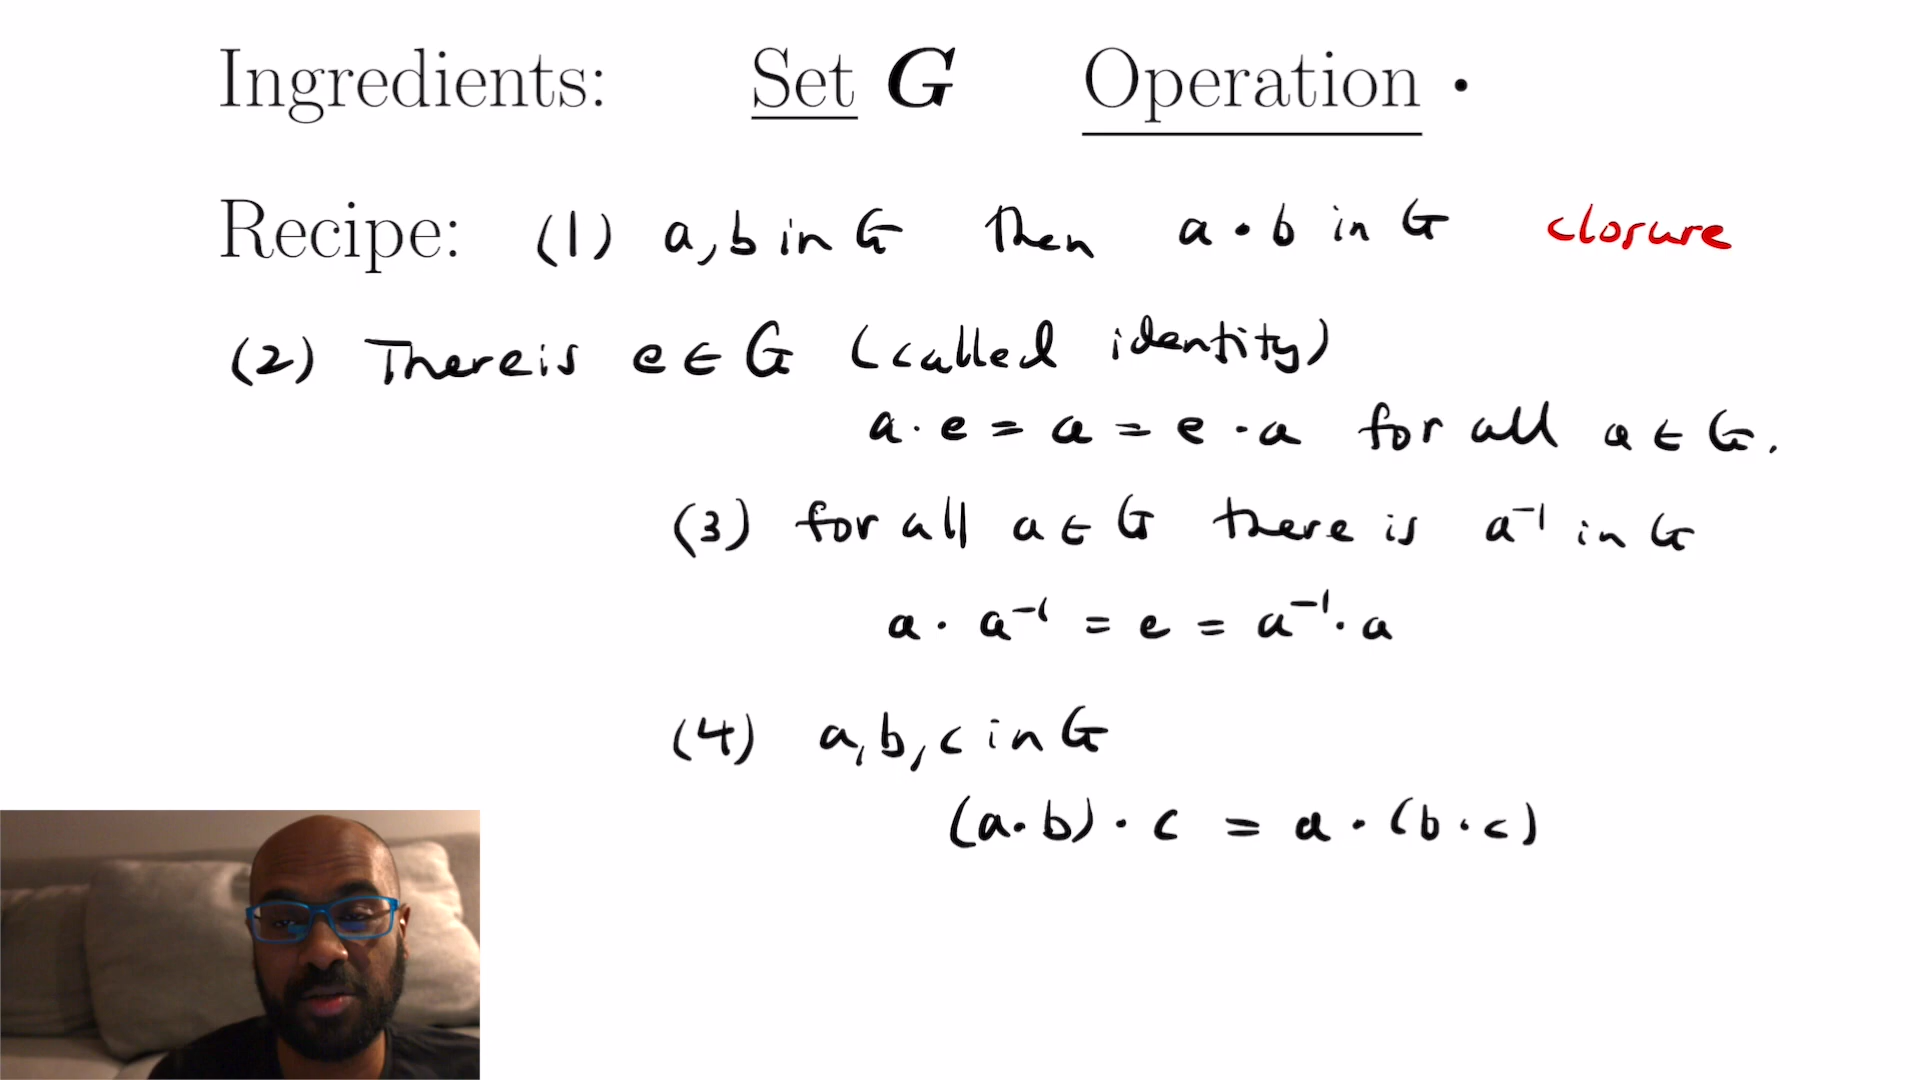 Ingredients: Set G Operation ·
Recipe: (1) a, b in G then a · b in G closure
(2) There is e ∈ G (called identity)
a · e = a = e · a for all a ∈ G.
(3) for all a ∈ G there is a⁻¹ in G
a · a⁻¹ = e = a⁻¹ · a
(4) a, b, c in G
(a · b) · c = a · (b · c)